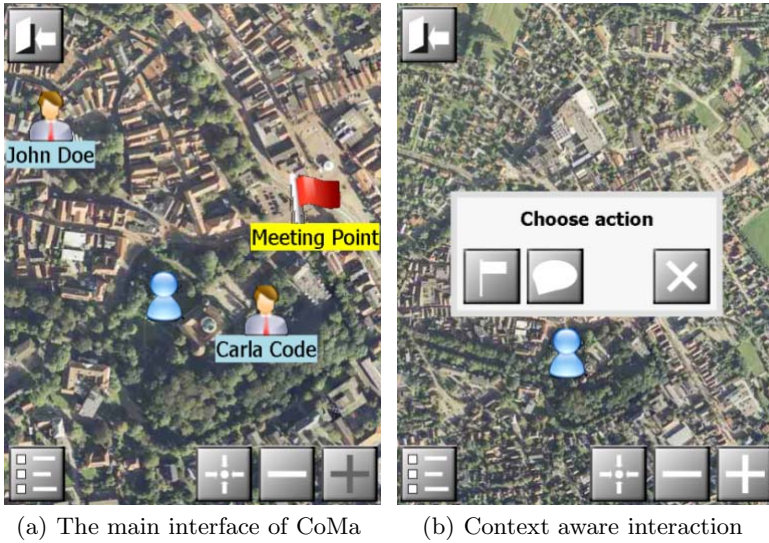 John Doe
Meeting Point
Carla Code
Choose action
(a) The main interface of CoMa
(b) Context aware interaction